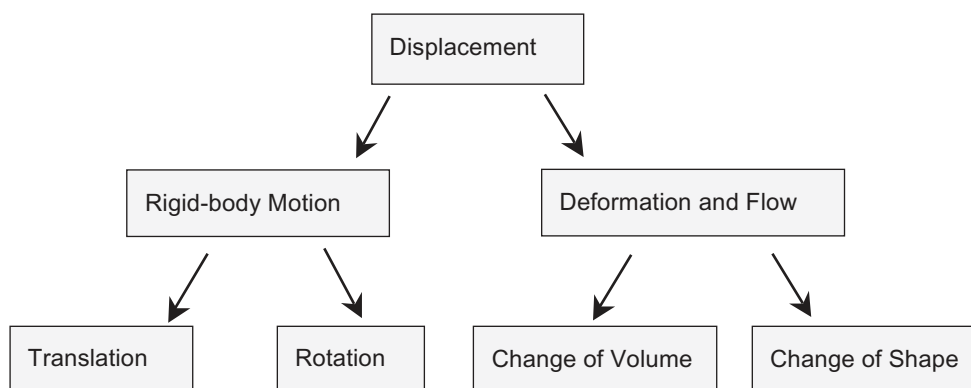 Displacement
Rigid-body Motion
Deformation and Flow
Translation
Rotation
Change of Volume
Change of Shape